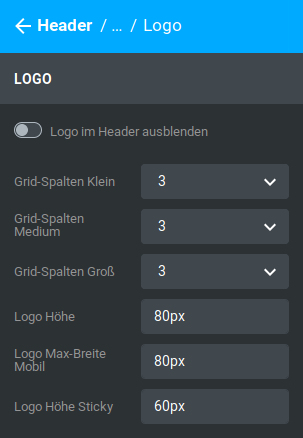 Header / ... / Logo
LOGO
Logo im Header ausblenden
Grid-Spalten Klein 3
Grid-Spalten
Medium 3
Grid-Spalten Groß 3
Logo Höhe 80px
Logo Max-Breite
Mobil 80px
Logo Höhe Sticky 60px